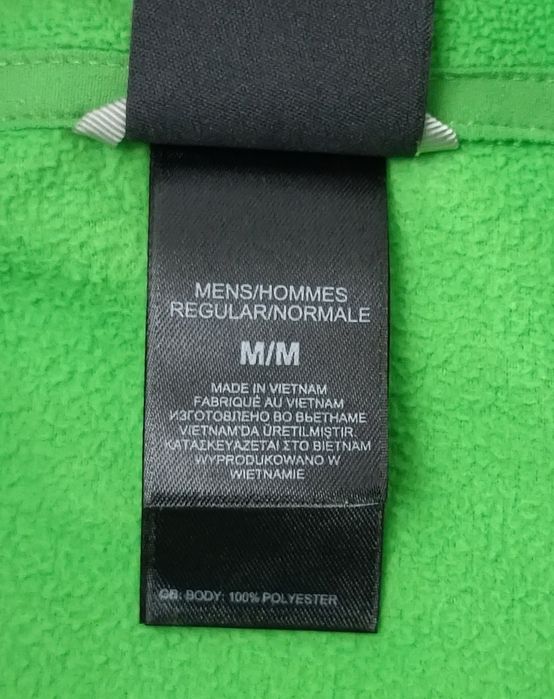 MENS/HOMMES
REGULAR/NORMALE
M/M
MADE IN VIETNAM
FABRIQUÉ AU VIETNAM
ИЗГОТОВЛЕНО ВО ВЬЕТНАМЕ
VIETNAM'DA ÜRETILMIŞTIR.
ΚΑΤΑΣΚΕΥΑΖΕΤΑΙ ΣΤΟ ΒΙΕΤΝΑΜ
WYPRODUKOWANO W
WIETNAMIE
GB: BODY: 100% POLYESTER